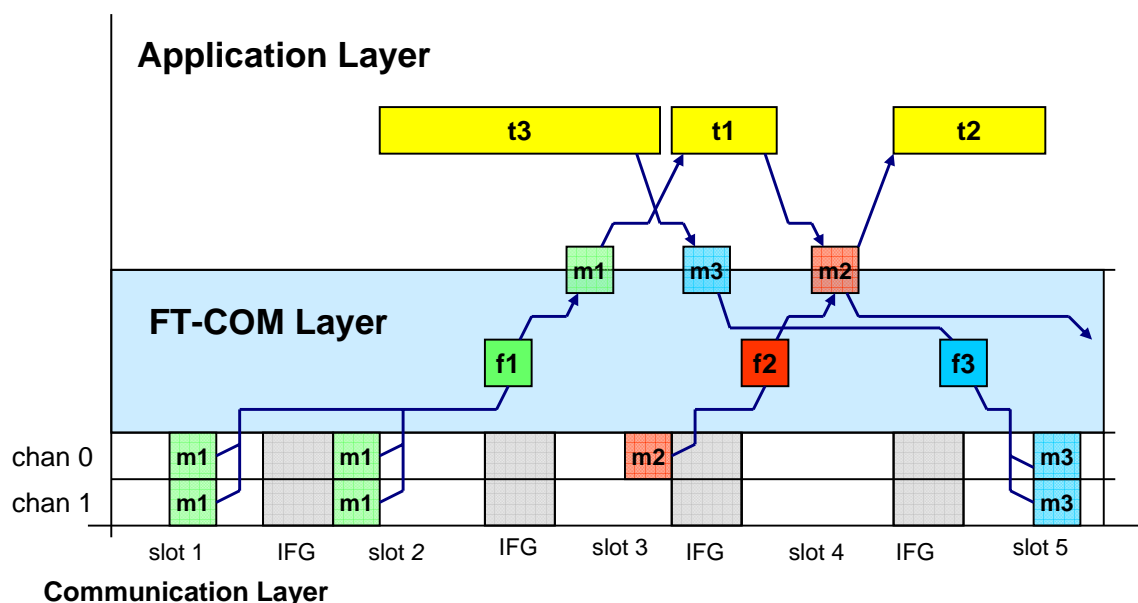 Application Layer
t3 t1 t2
m1 m3 m2
FT-COM Layer
f1 f2 f3
chan 0 m1 m1 m2 m3
chan 1 m1 m1 m3
slot 1 IFG slot 2 IFG slot 3 IFG slot 4 IFG slot 5
Communication Layer